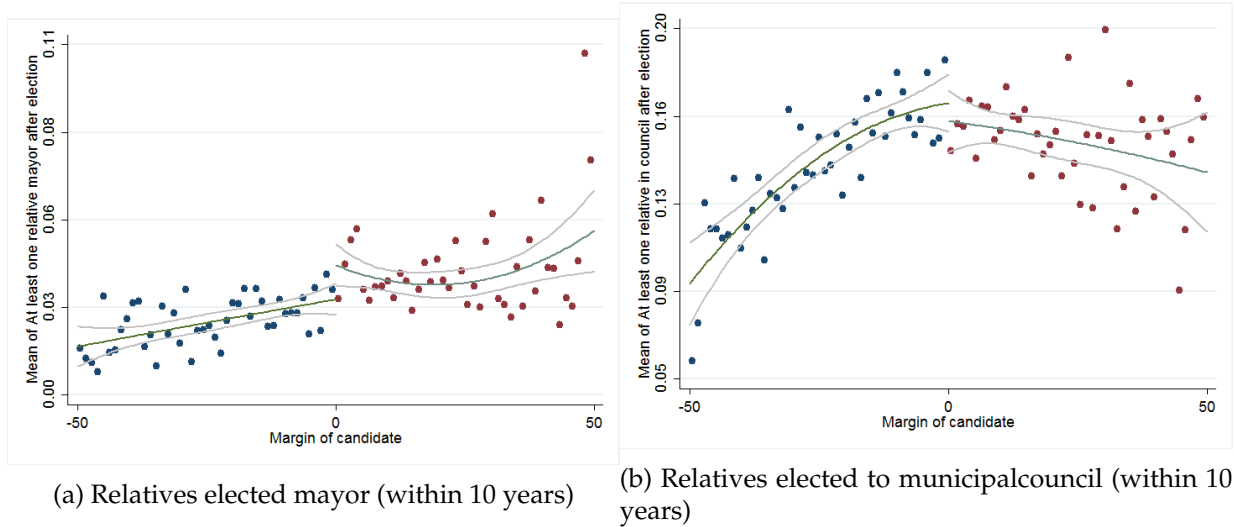 Mean of At least one relative mayor after election
0.11
0.08
0.06
0.03
0.00
-50
0
50
Margin of candidate
(a) Relatives elected mayor (within 10 years)
Mean of At least one relative in council after election
0.20
0.16
0.13
0.09
0.05
-50
0
50
Margin of candidate
(b) Relatives elected to municipalcouncil (within 10
years)